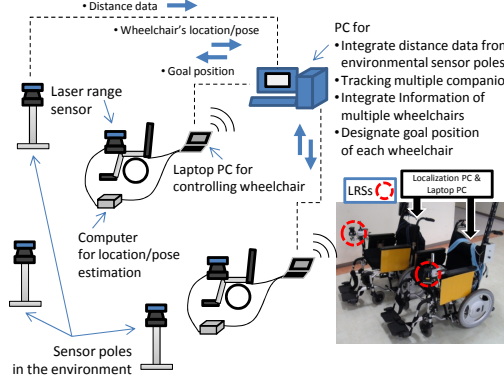 • Distance data
• Wheelchair's location/pose
• Goal position
PC for
• Integrate distance data from
environmental sensor poles
• Tracking multiple companio
• Integrate Information of
multiple wheelchairs
• Designate goal position
of each wheelchair
Laser range
sensor
Laptop PC for
controlling wheelchair
Computer
for location/pose
estimation
Sensor poles
in the environment
LRSs
Localization PC &
Laptop PC